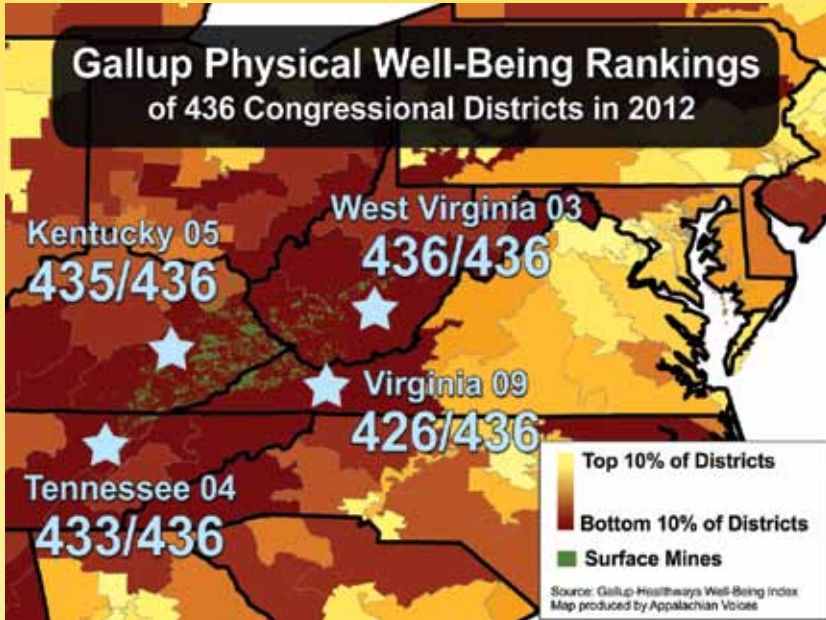 Gallup Physical Well-Being Rankings
of 436 Congressional Districts in 2012
West Virginia 03
436/436
Kentucky 05
435/436
Virginia 09
426/436
Tennessee 04
433/436
Top 10% of Districts
Bottom 10% of Districts
Surface Mines
Source: Gallup-Healthways Well-Being Index
Map produced by Appalachian Voices